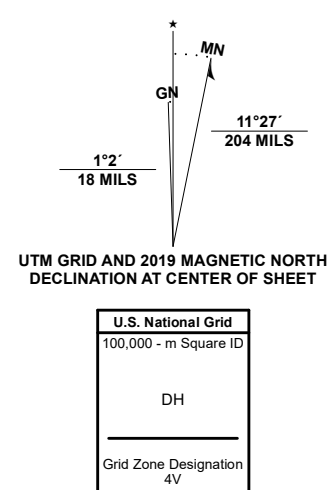 ★
MN
GN
11°27´
204 MILS
1°2´
18 MILS
UTM GRID AND 2019 MAGNETIC NORTH
DECLINATION AT CENTER OF SHEET
U.S. National Grid
100,000 - m Square ID
DH
Grid Zone Designation
4V